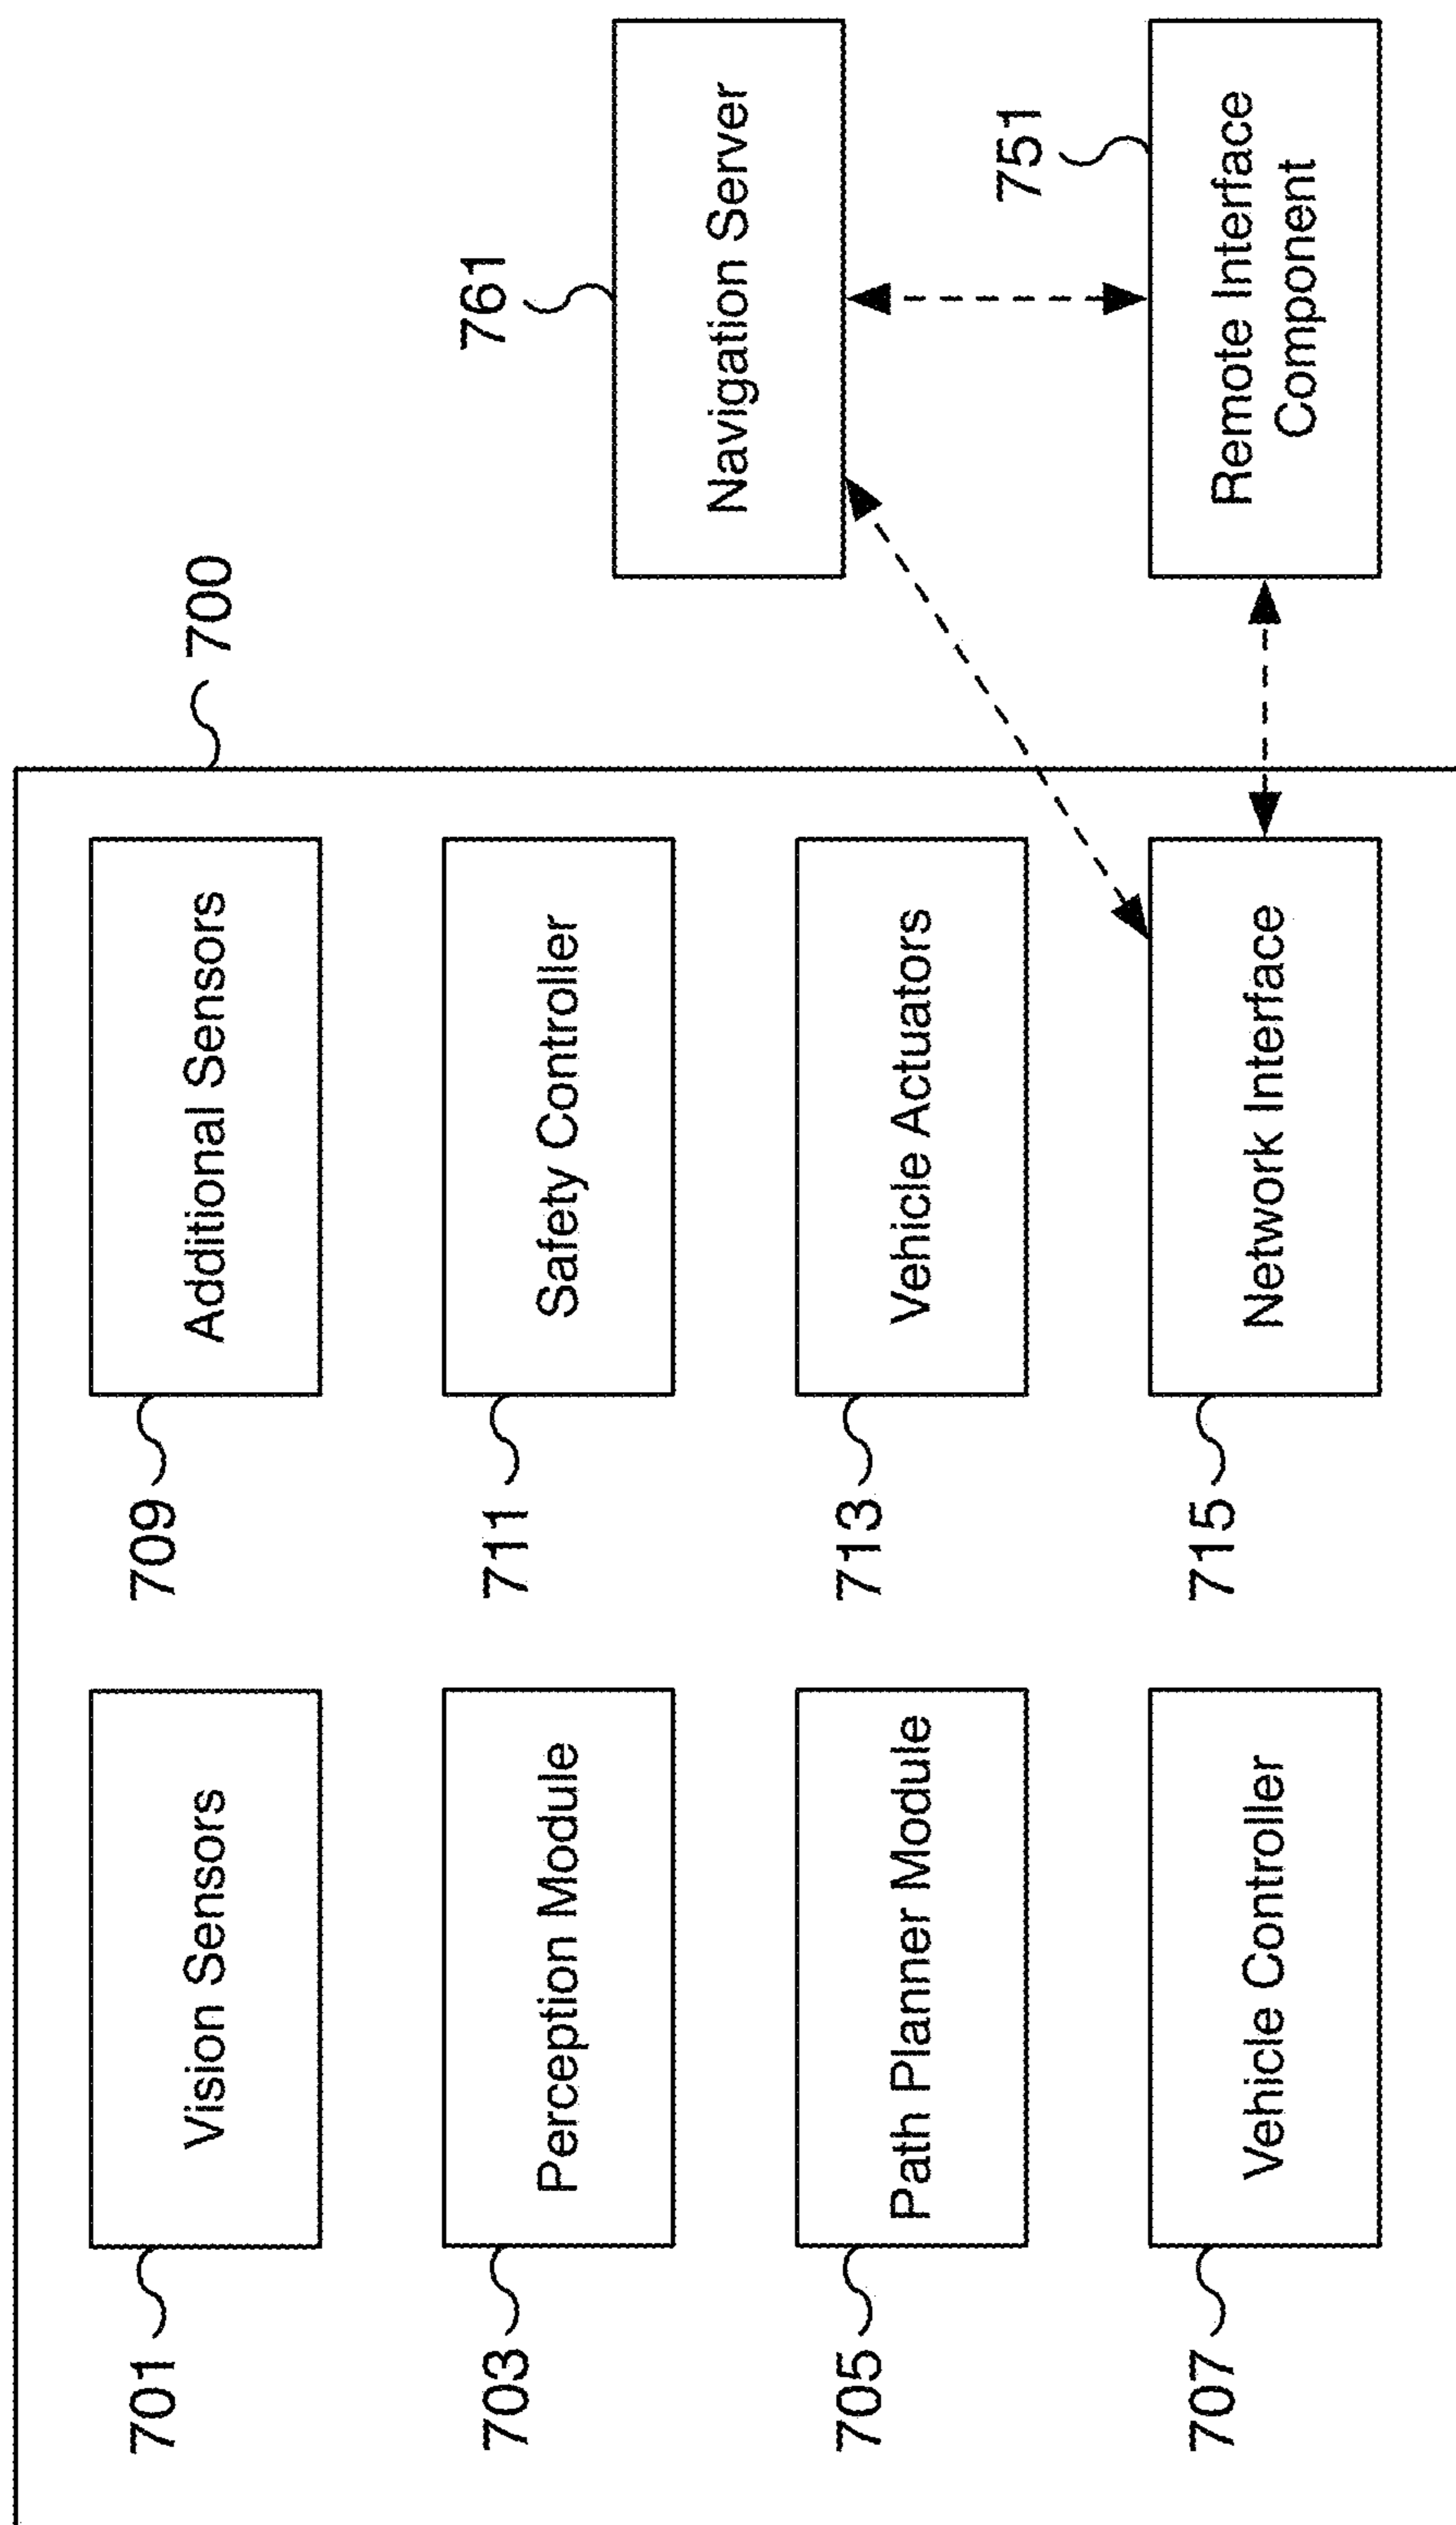 700
701
Vision Sensors
709
Additional Sensors
703
Perception Module
711
Safety Controller
761
Navigation Server
705
Path Planner Module
713
Vehicle Actuators
751
707
Vehicle Controller
715
Network Interface
Remote Interface
Component